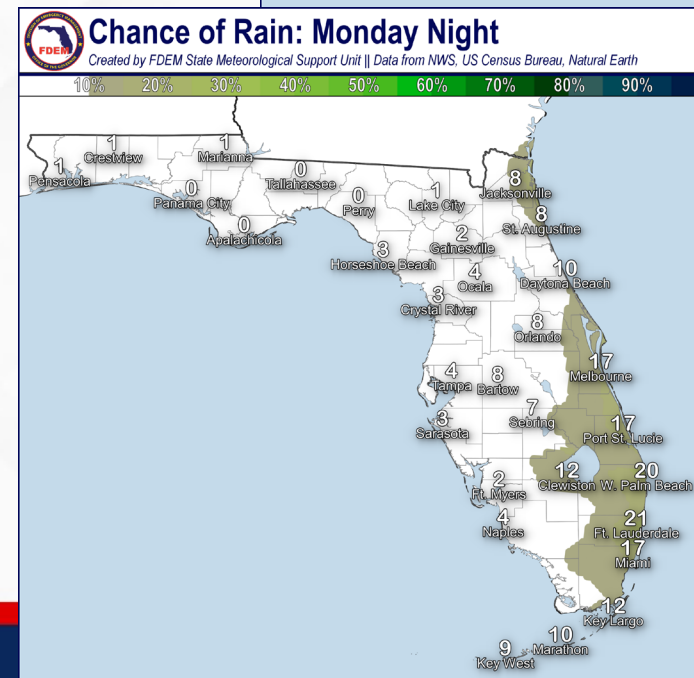 FDEM
Chance of Rain: Monday Night
Created by FDEM State Meteorological Support Unit || Data from NWS, US Census Bureau, Natural Earth
10% 20% 30% 40% 50% 60% 70% 80% 90%
1
Crestview
1
Marianna
1
Pensacola
0
Panama City
0
Tallahassee
0
Perry
0
Apalachicola
1
Lake City
8
Jacksonville
8
St. Augustine
2
Gainesville
3
Horseshoe Beach
4
Ocala
10
Daytona Beach
3
Crystal River
8
Orlando
17
Melbourne
4
Tampa
8
Bartow
7
Sebring
3
Sarasota
17
Port St. Lucie
12
Clewiston
20
W. Palm Beach
2
Ft. Myers
4
Naples
21
Ft. Lauderdale
17
Miami
12
Key Largo
10
Marathon
9
Key West